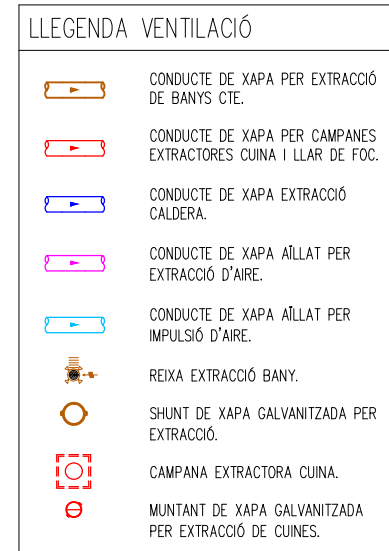 LLEGENDA VENTILACIÓ
CONDUCTE DE XAPA PER EXTRACCIÓ
DE BANYS CTE.
CONDUCTE DE XAPA PER CAMPANES
EXTRACTORES CUINA I LLAR DE FOC.
CONDUCTE DE XAPA EXTRACCIÓ
CALDERA.
CONDUCTE DE XAPA AÏLLAT PER
EXTRACCIÓ D'AIRE.
CONDUCTE DE XAPA AÏLLAT PER
IMPULSIÓ D'AIRE.
REIXA EXTRACCIÓ BANY.
SHUNT DE XAPA GALVANITZADA PER
EXTRACCIÓ.
CAMPANA EXTRACTORA CUINA.
MUNTANT DE XAPA GALVANITZADA
PER EXTRACCIÓ DE CUINES.